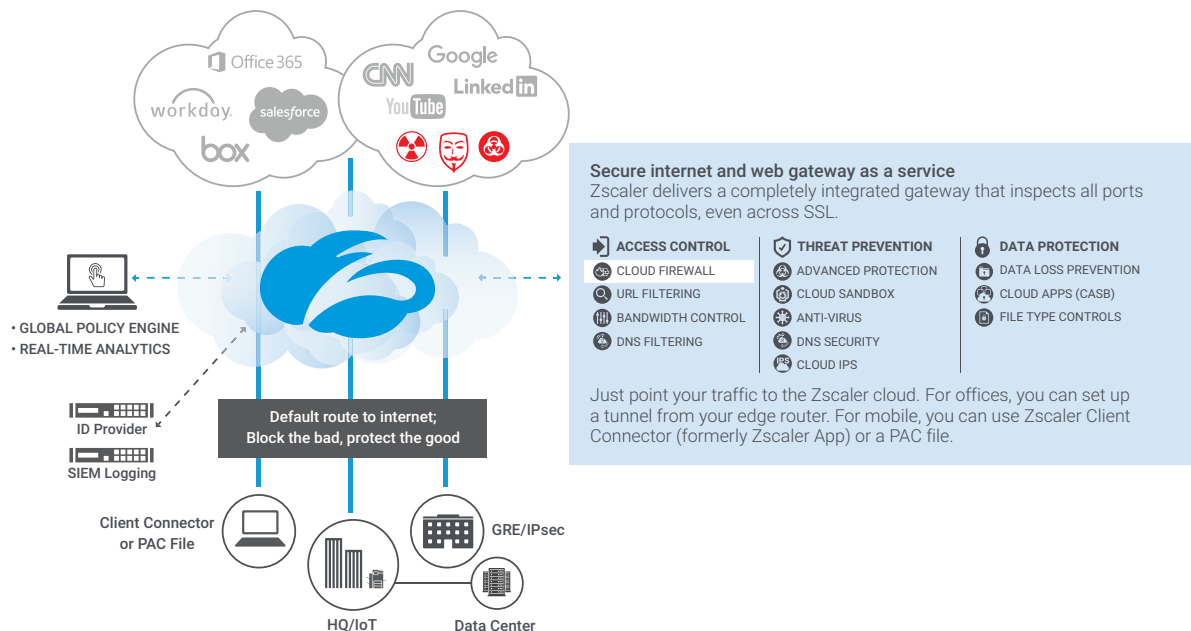 Office 365
workday.
salesforce
box
Google
CNN
Linked in
YouTube
Secure internet and web gateway as a service
Zscaler delivers a completely integrated gateway that inspects all ports
and protocols, even across SSL.
ACCESS CONTROL
CLOUD FIREWALL
URL FILTERING
BANDWIDTH CONTROL
DNS FILTERING
THREAT PREVENTION
ADVANCED PROTECTION
CLOUD SANDBOX
ANTI-VIRUS
DNS SECURITY
IPS
CLOUD IPS
DATA PROTECTION
DATA LOSS PREVENTION
CLOUD APPS (CASB)
FILE TYPE CONTROLS
Just point your traffic to the Zscaler cloud. For offices, you can set up
a tunnel from your edge router. For mobile, you can use Zscaler Client
Connector (formerly Zscaler App) or a PAC file.
• GLOBAL POLICY ENGINE
• REAL-TIME ANALYTICS
ID Provider
SIEM Logging
Default route to internet;
Block the bad, protect the good
Client Connector
or PAC File
GRE/IPsec
HQ/IoT
Data Center